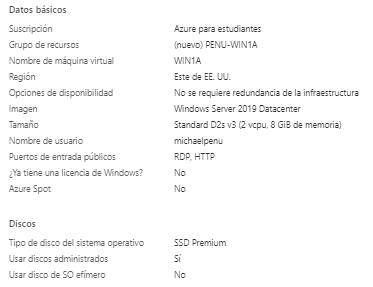 Datos básicos
Suscripción Azure para estudiantes
Grupo de recursos (nuevo) PENU-WIN1A
Nombre de máquina virtual WIN1A
Región Este de EE. UU.
Opciones de disponibilidad No se requiere redundancia de la infraestructura
Imagen Windows Server 2019 Datacenter
Tamaño Standard D2s v3 (2 vcpu, 8 GiB de memoria)
Nombre de usuario michaelpenu
Puertos de entrada públicos RDP, HTTP
¿Ya tiene una licencia de Windows? No
Azure Spot No
Discos
Tipo de disco del sistema operativo SSD Premium
Usar discos administrados Sí
Usar disco de SO efímero No